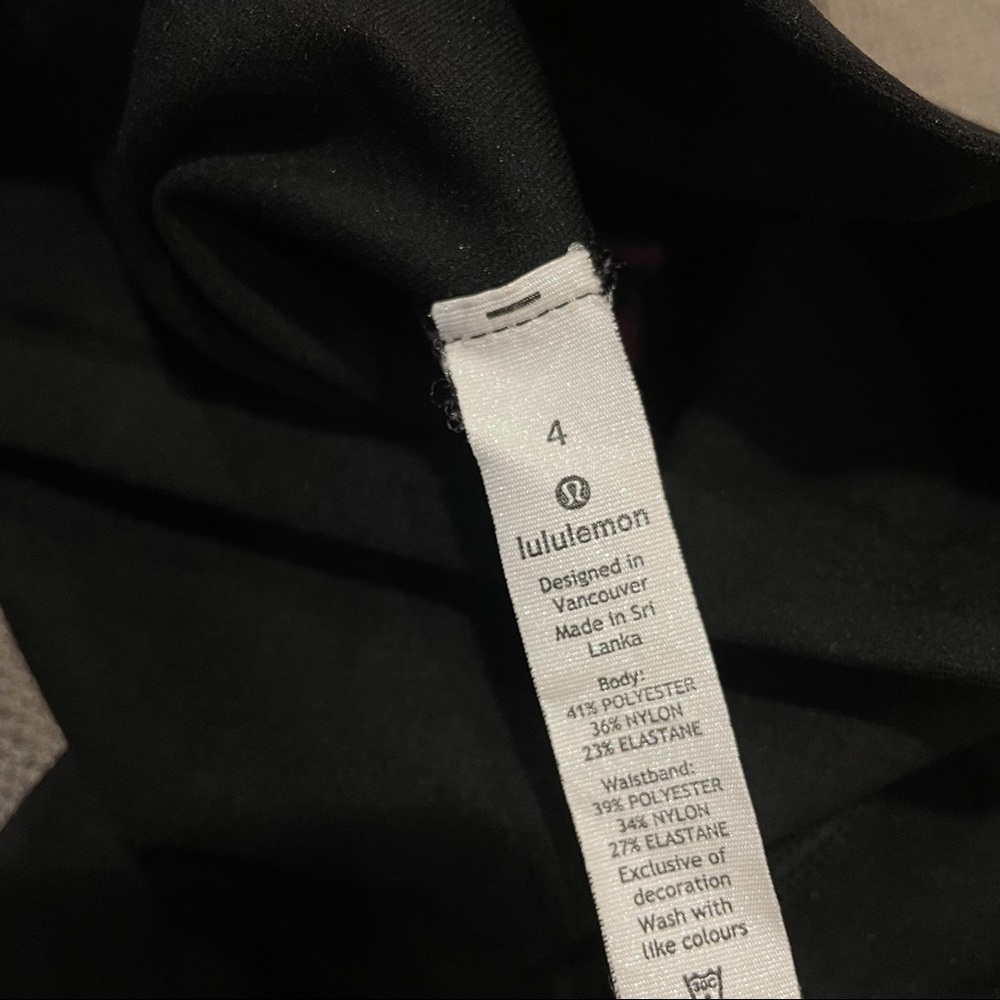 4
lululemon
Designed in
Vancouver
Made in Sri
Lanka
Body:
41% POLYESTER
36% NYLON
23% ELASTANE
Waistband:
39% POLYESTER
34% NYLON
27% ELASTANE
Exclusive of
decoration
Wash with
like colours
30C